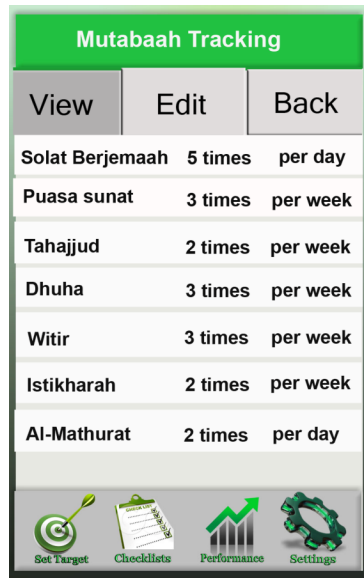 Mutabaah Tracking
View Edit Back
Solat Berjemaah 5 times per day
Puasa sunat 3 times per week
Tahajjud 2 times per week
Dhuha 3 times per week
Witir 3 times per week
Istikharah 2 times per week
Al-Mathurat 2 times per day
CHECK LIST
Set Target Checklists Performance Settings